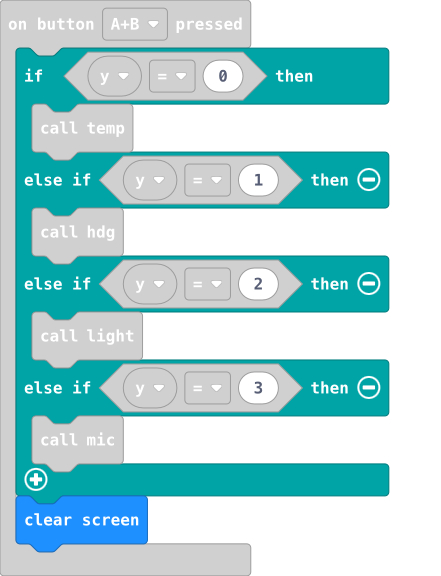 on button A+B pressed
if y = 0 then
call temp
else if y = 1 then
call hdg
else if y = 2 then
call light
else if y = 3 then
call mic
clear screen